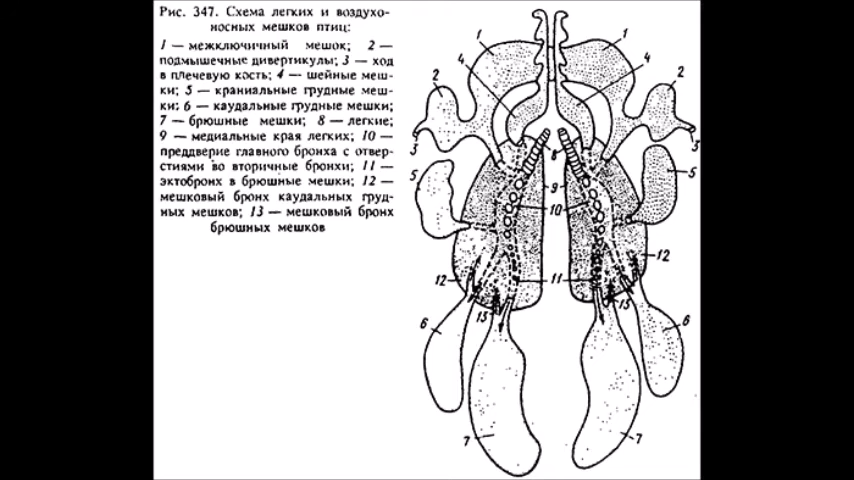 Рис. 347. Схема легких и воздухо-
носных мешков птиц:
1 — межключичный мешок; 2 —
подмышечные дивертикулы; 3 — ход
в плечевую кость; 4 — шейные меш-
ки; 5 — краниальные грудные меш-
ки; 6 — каудальные грудные мешки;
7 — брюшные мешки; 8 — легкие;
9 — медиальные края легких; 10 —
преддверие главного бронха с отвер-
стиями во вторичные бронхи; 11 —
эктобронх в брюшные мешки; 12 —
мешковый бронх каудальных груд-
ных мешков; 13 — мешковый бронх
брюшных мешков
1 1
4 4
2 2
3 3
8
5 9 5
10
12 11 12
13 13
6 6
7 7